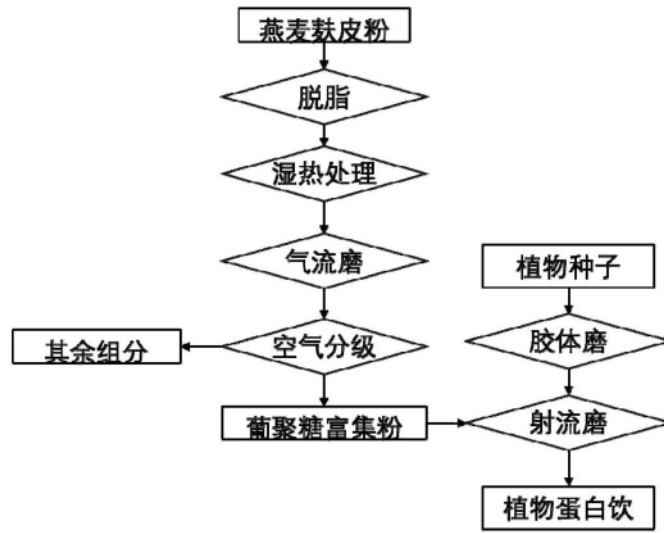 燕麦麸皮粉
脱脂
湿热处理
气流磨
植物种子
其余组分
空气分级
胶体磨
葡聚糖富集粉
射流磨
植物蛋白饮